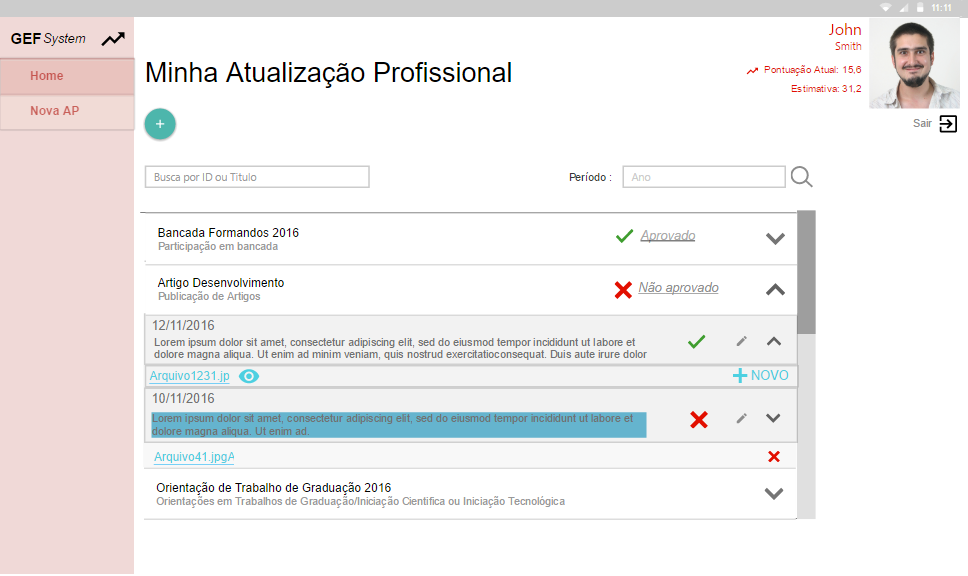 11:11
GEF System
Home
Nova AP
John
Smith
Pontuação Atual: 15,6
Estimativa: 31,2
Sair
Minha Atualização Profissional
+
Busca por ID ou Titulo
Período :
Ano
Bancada Formandos 2016
Participação em bancada
Aprovado
Artigo Desenvolvimento
Publicação de Artigos
Não aprovado
12/11/2016
Lorem ipsum dolor sit amet, consectetur adipiscing elit, sed do eiusmod tempor incididunt ut labore et
dolore magna aliqua. Ut enim ad minim veniam, quis nostrud exercitatioconsequat. Duis aute irure dolor
Arquivo1231.jp
NOVO
10/11/2016
Lorem ipsum dolor sit amet, consectetur adipiscing elit, sed do eiusmod tempor incididunt ut labore et
dolore magna aliqua. Ut enim ad.
Arquivo41.jpgA
Orientação de Trabalho de Graduação 2016
Orientações em Trabalhos de Graduação/Iniciação Cientifica ou Iniciação Tecnológica